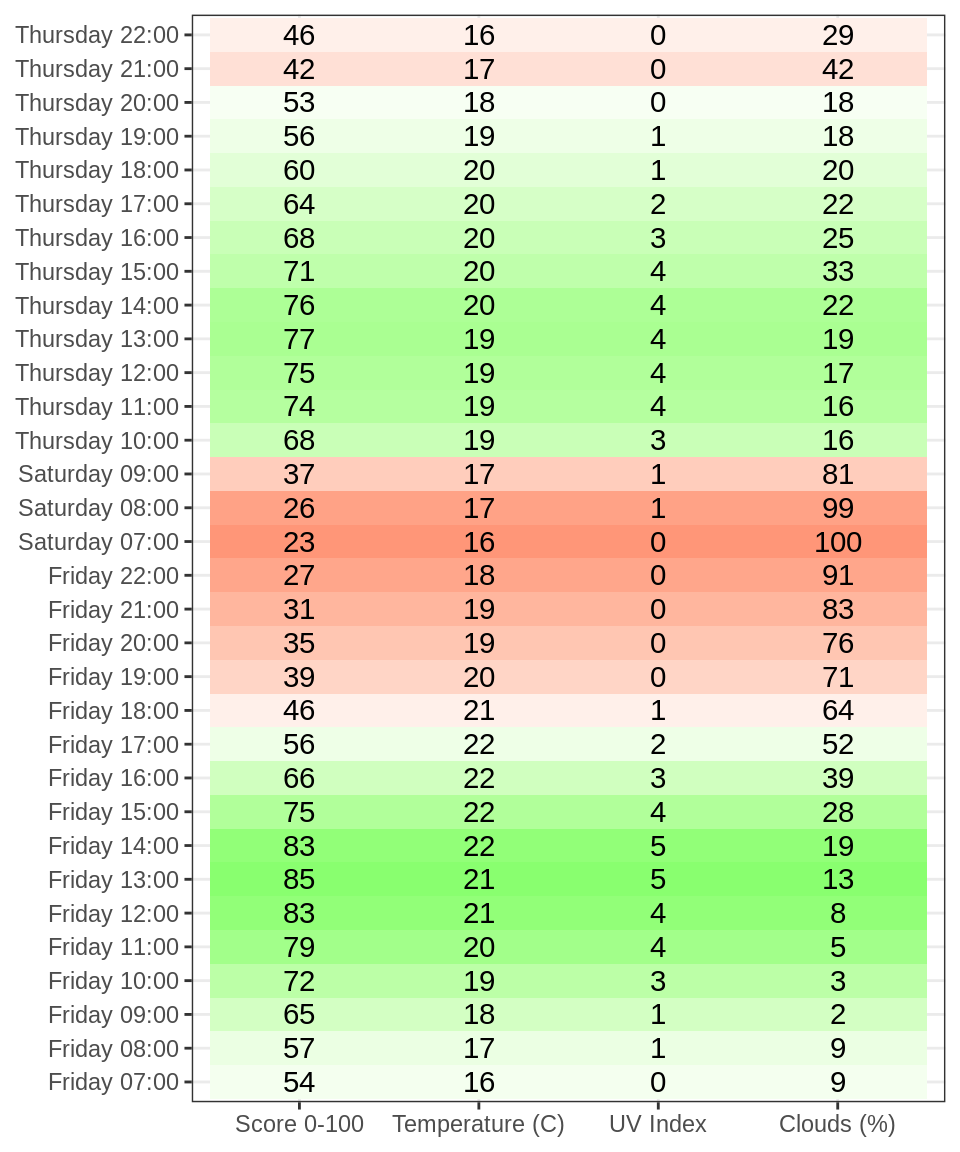 Thursday 22:00 46 16 0 29
Thursday 21:00 42 17 0 42
Thursday 20:00 53 18 0 18
Thursday 19:00 56 19 1 18
Thursday 18:00 60 20 1 20
Thursday 17:00 64 20 2 22
Thursday 16:00 68 20 3 25
Thursday 15:00 71 20 4 33
Thursday 14:00 76 20 4 22
Thursday 13:00 77 19 4 19
Thursday 12:00 75 19 4 17
Thursday 11:00 74 19 4 16
Thursday 10:00 68 19 3 16
Saturday 09:00 37 17 1 81
Saturday 08:00 26 17 1 99
Saturday 07:00 23 16 0 100
Friday 22:00 27 18 0 91
Friday 21:00 31 19 0 83
Friday 20:00 35 19 0 76
Friday 19:00 39 20 0 71
Friday 18:00 46 21 1 64
Friday 17:00 56 22 2 52
Friday 16:00 66 22 3 39
Friday 15:00 75 22 4 28
Friday 14:00 83 22 5 19
Friday 13:00 85 21 5 13
Friday 12:00 83 21 4 8
Friday 11:00 79 20 4 5
Friday 10:00 72 19 3 3
Friday 09:00 65 18 1 2
Friday 08:00 57 17 1 9
Friday 07:00 54 16 0 9
Score 0-100 Temperature (C) UV Index Clouds (%)